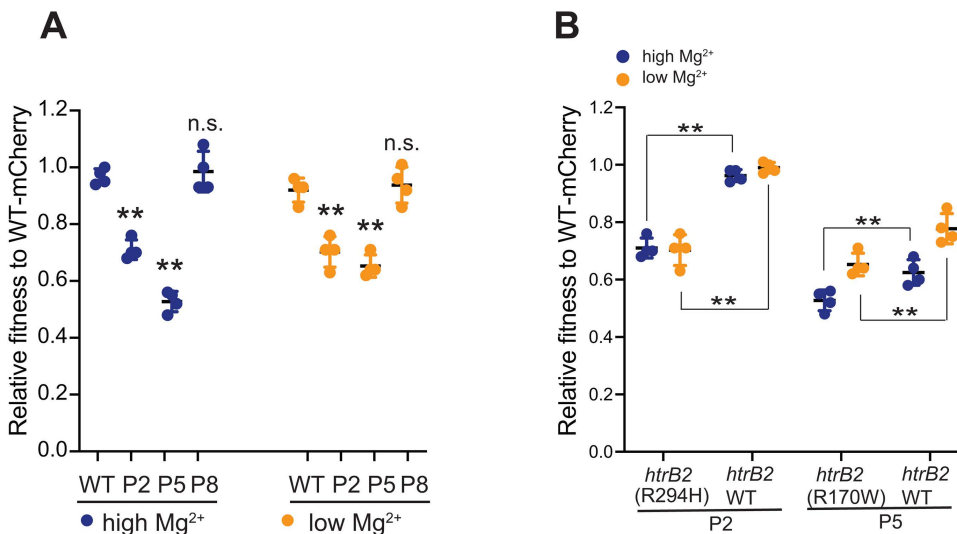 A
Relative fitness to WT-mCherry
1.2
1.0
0.8
0.6
0.4
0.2
0.0
**
**
n.s.
**
**
n.s.
WT P2 P5 P8 WT P2 P5 P8
high Mg²⁺ low Mg²⁺
B
high Mg²⁺
low Mg²⁺
Relative fitness to WT-mCherry
1.2
1.0
0.8
0.6
0.4
0.2
0.0
**
**
**
**
htrB2 htrB2 htrB2 htrB2
(R294H) WT (R170W) WT
P2 P5